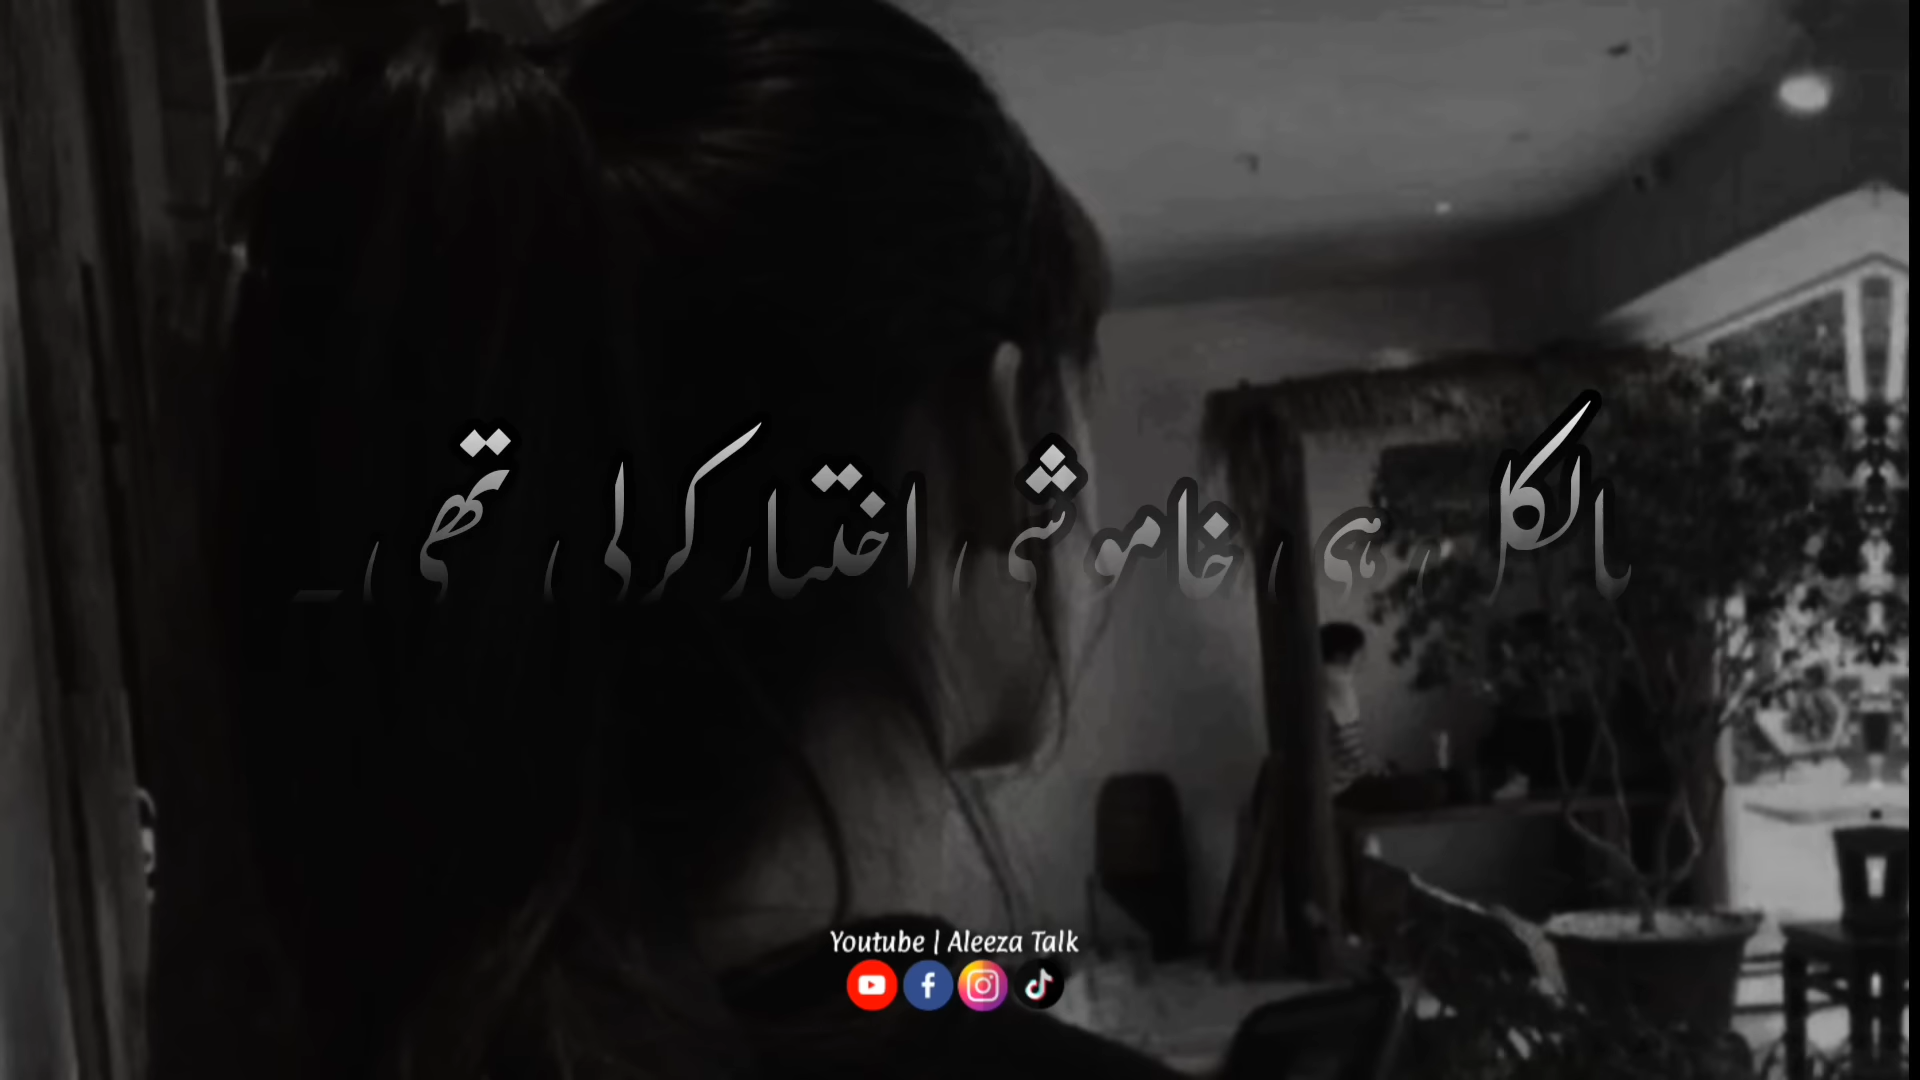 بالکل ہی خاموشی اختیار کرلی تھی ۔
Youtube | Aleeza Talk